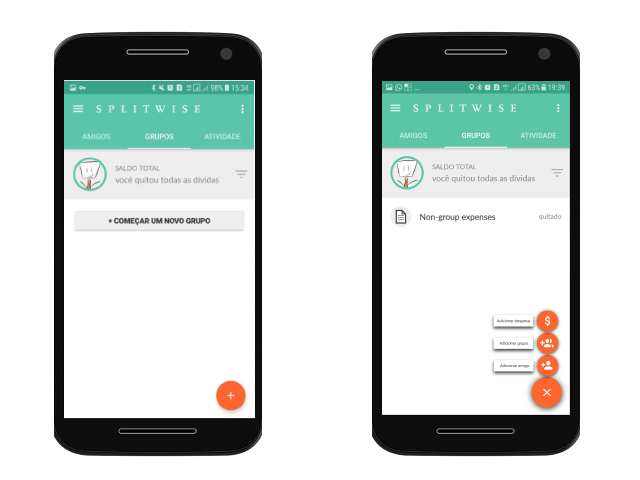 98% 15:34
SPLITWISE
AMIGOS GRUPOS ATIVIDADE
SALDO TOTAL
você quitou todas as dívidas
+ COMEÇAR UM NOVO GRUPO
+
63% 19:39
SPLITWISE
AMIGOS GRUPOS ATIVIDADE
SALDO TOTAL
você quitou todas as dívidas
Non-group expenses quitado
Adicionar despesa $
Adicionar grupo
Adicionar amigo